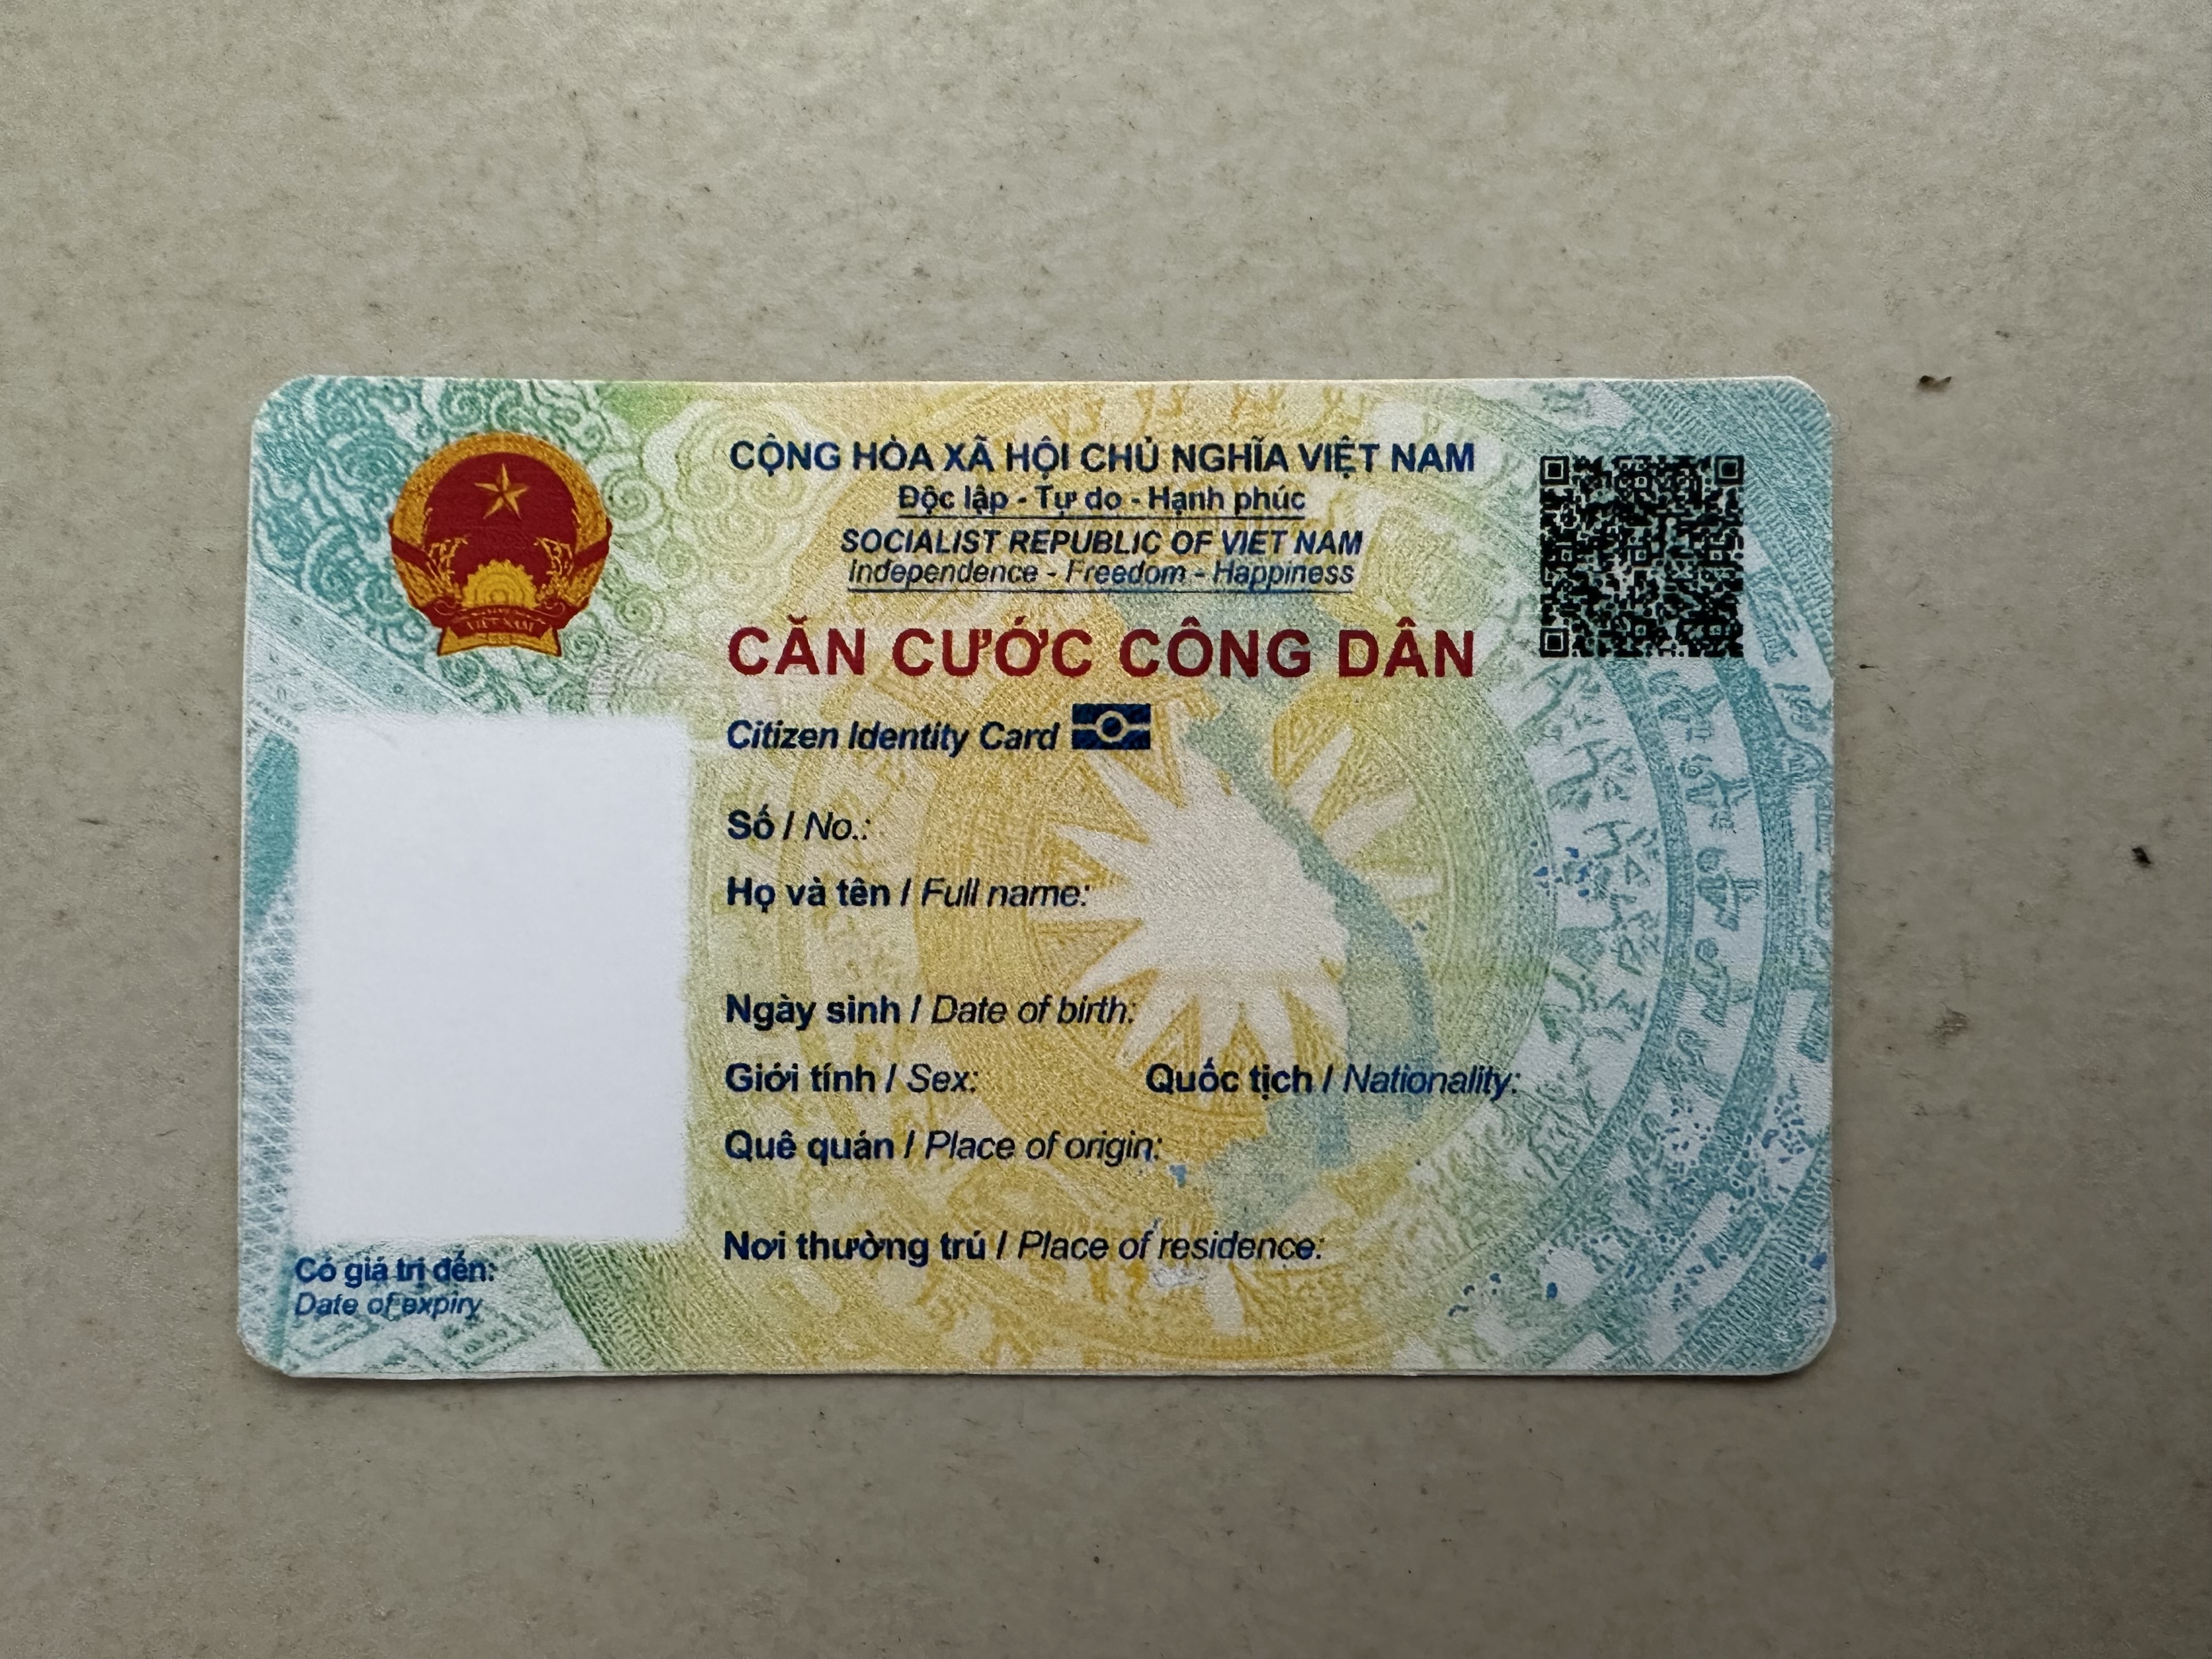 CỘNG HÒA XÃ HỘI CHỦ NGHĨA VIỆT NAM
Độc lập - Tự do - Hạnh phúc
SOCIALIST REPUBLIC OF VIET NAM
Independence - Freedom - Happiness
CĂN CƯỚC CÔNG DÂN
Citizen Identity Card
Số / No.:
Họ và tên / Full name:
Ngày sinh / Date of birth:
Giới tính / Sex: Quốc tịch / Nationality:
Quê quán / Place of origin:
Nơi thường trú / Place of residence:
Có giá trị đến:
Date of expiry
VIỆT NAM